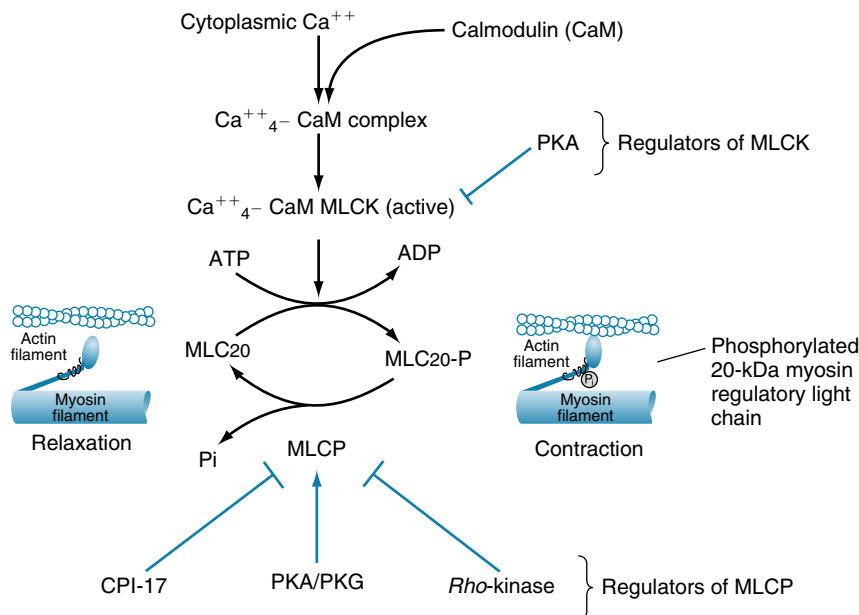 Cytoplasmic Ca++
Calmodulin (CaM)
Ca++4– CaM complex
PKA
Regulators of MLCK
Ca++4– CaM MLCK (active)
ATP
ADP
Actin
filament
MLC20
MLC20-P
Myosin
filament
Relaxation
Actin
filament
Pi
Myosin
filament
Contraction
Phosphorylated
20-kDa myosin
regulatory light
chain
Pi
MLCP
CPI-17
PKA/PKG
Rho-kinase
Regulators of MLCP